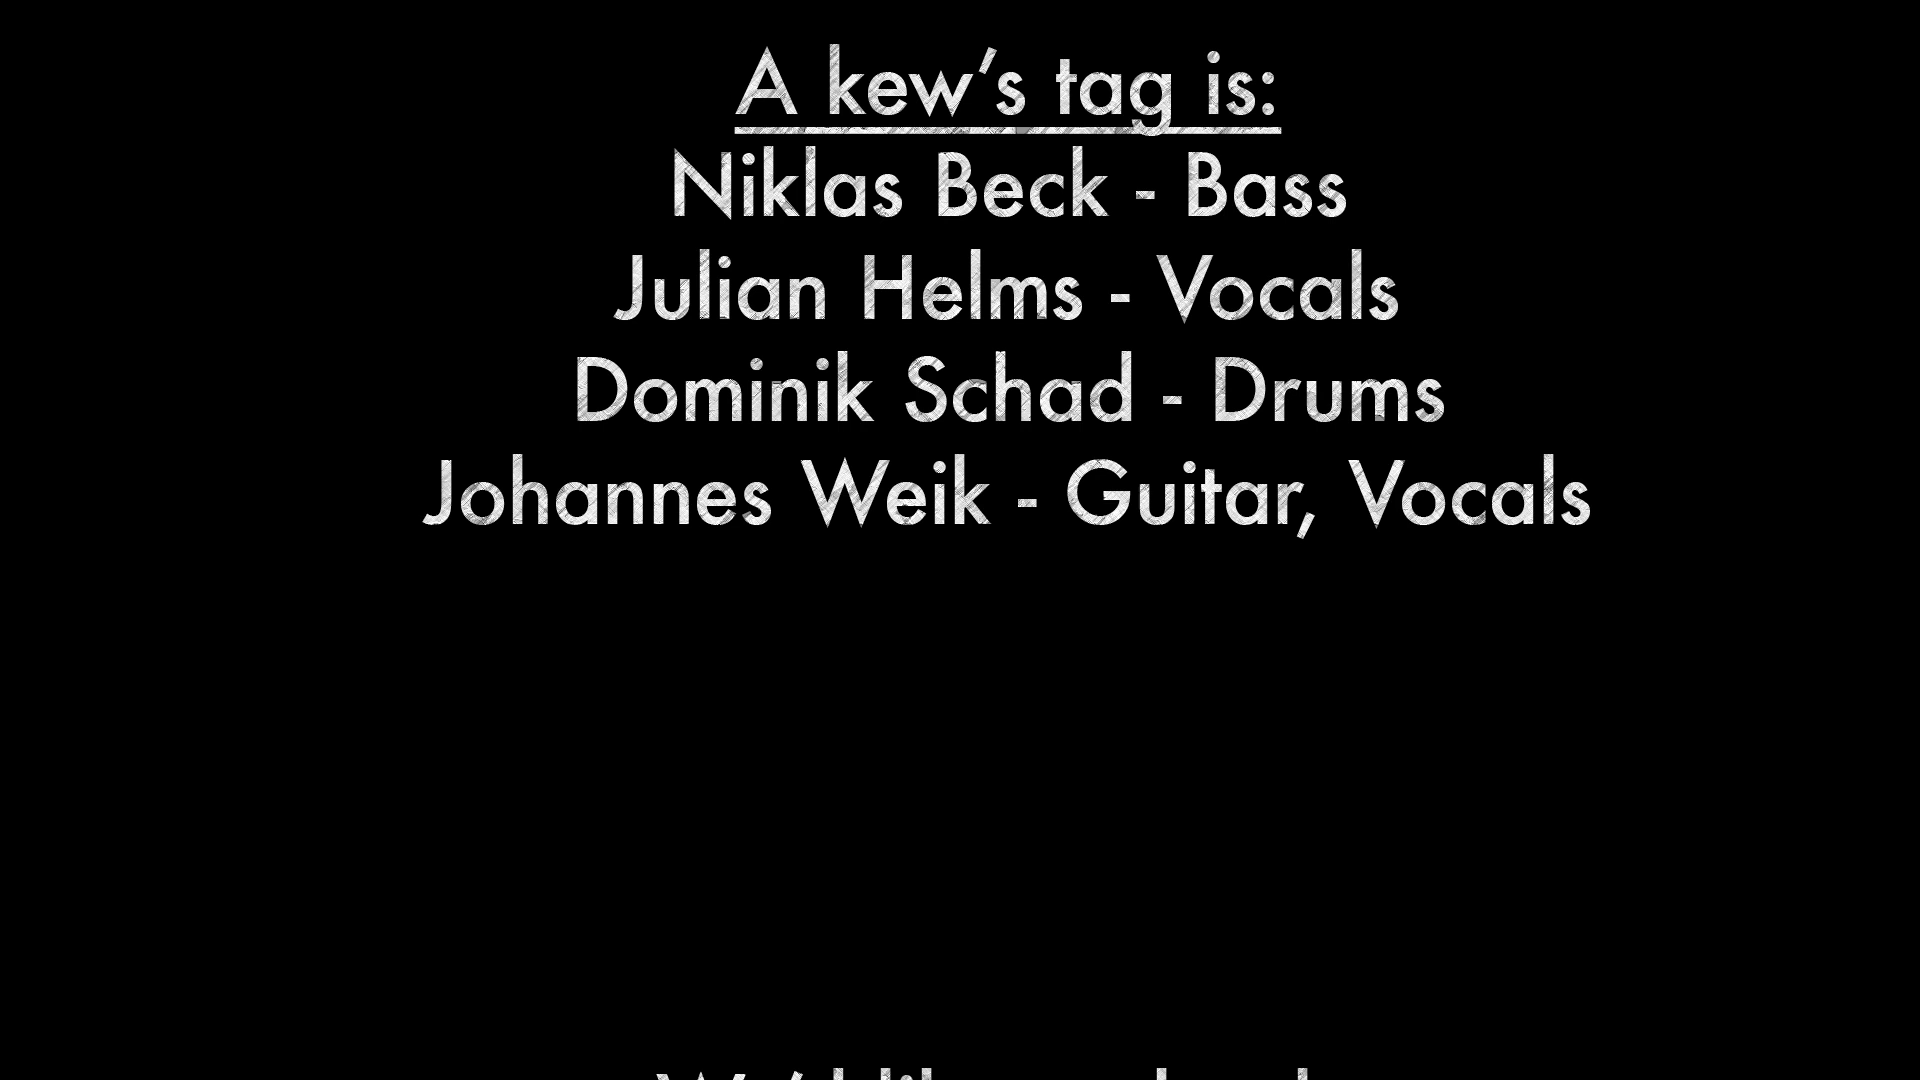 A kew’s tag is:
Niklas Beck - Bass
Julian Helms - Vocals
Dominik Schad - Drums
Johannes Weik - Guitar, Vocals